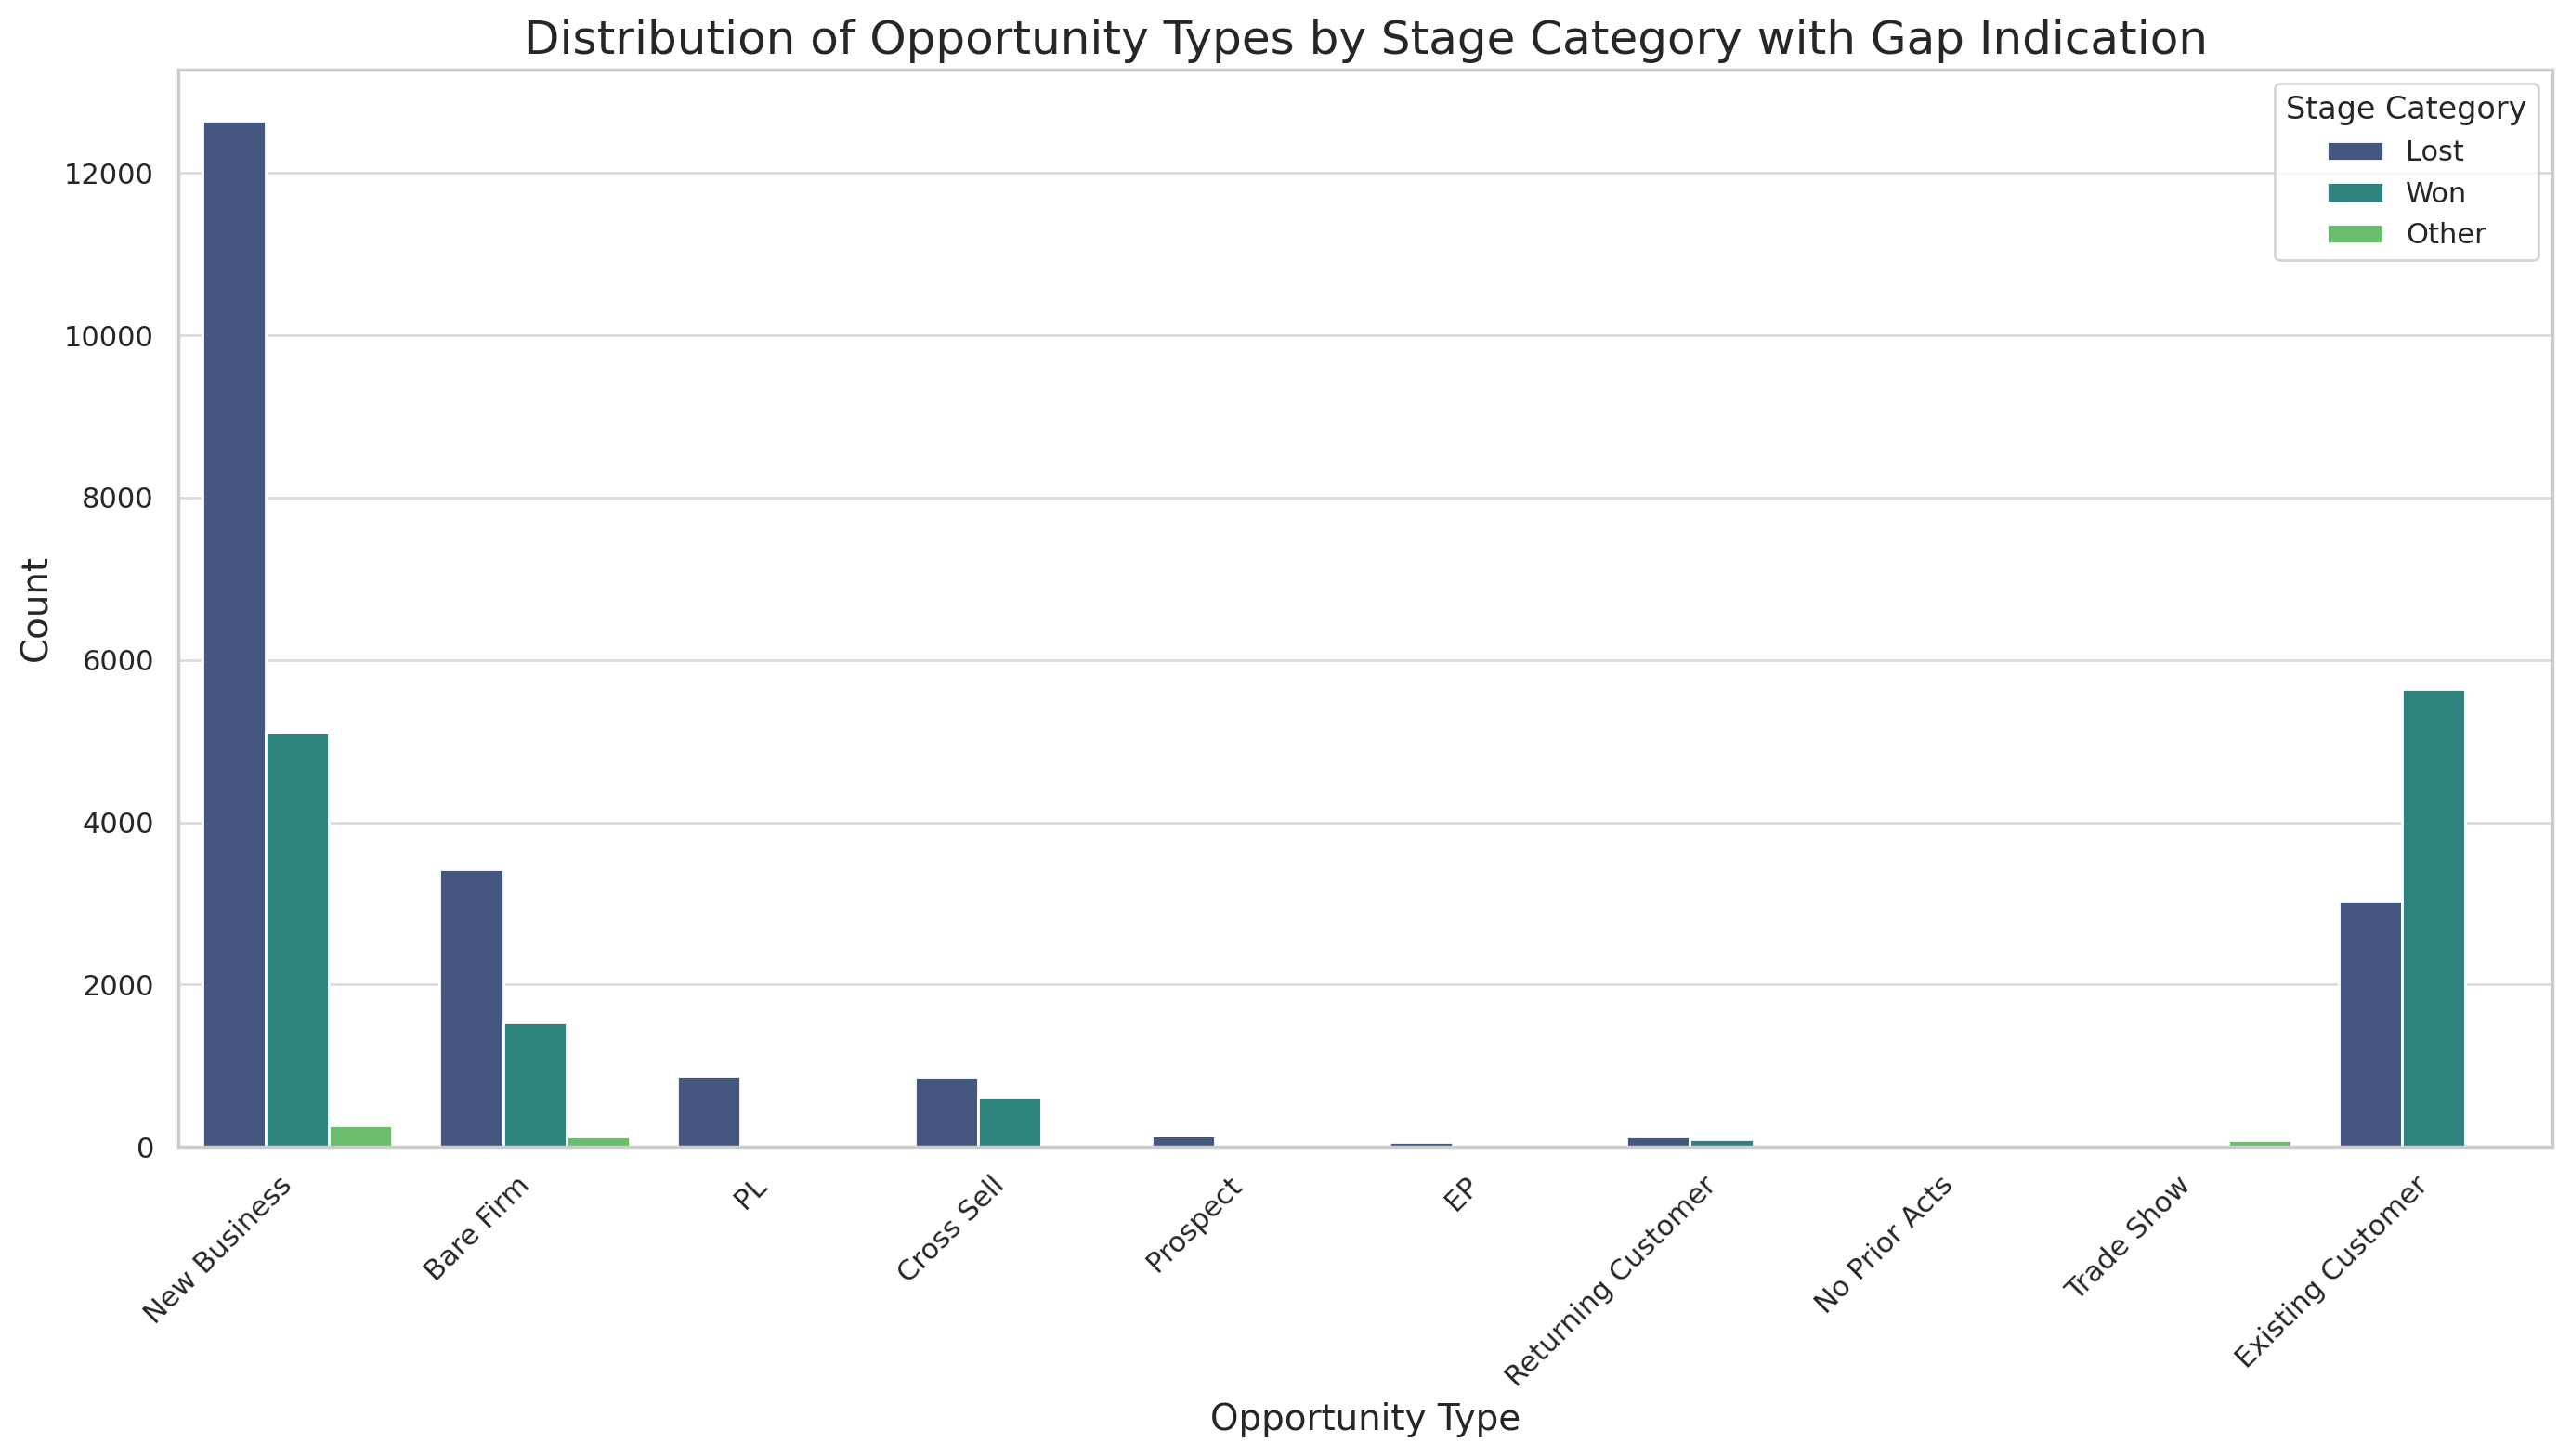 Distribution of Opportunity Types by Stage Category with Gap Indication
Stage Category
Lost
Won
Other
Count
12000
10000
8000
6000
4000
2000
0
New Business
Bare Firm
PL
Cross Sell
Prospect
EP
Returning Customer
No Prior Acts
Trade Show
Existing Customer
Opportunity Type